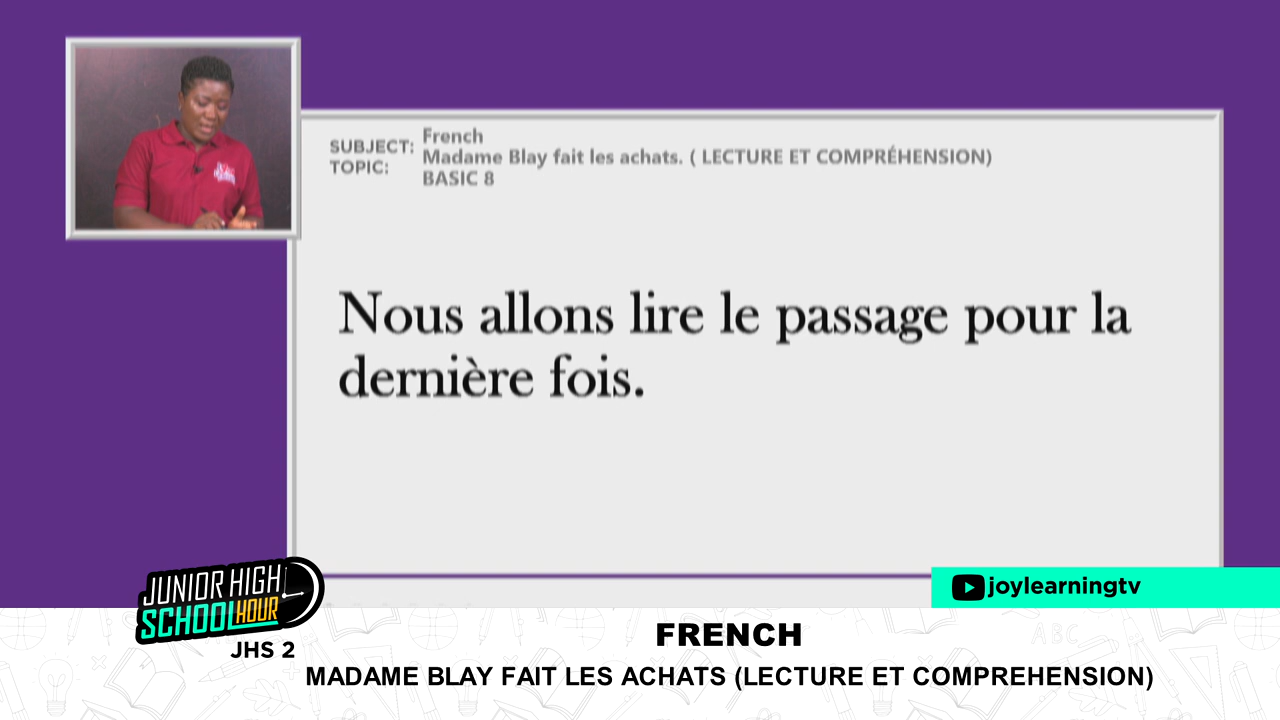 SUBJECT: French
TOPIC: Madame Blay fait les achats. ( LECTURE ET COMPRÉHENSION)
BASIC 8
Nous allons lire le passage pour la
dernière fois.
JUNIOR HIGH
SCHOOL HOUR
JHS 2
joylearningtv
FRENCH
MADAME BLAY FAIT LES ACHATS (LECTURE ET COMPREHENSION)
ABC